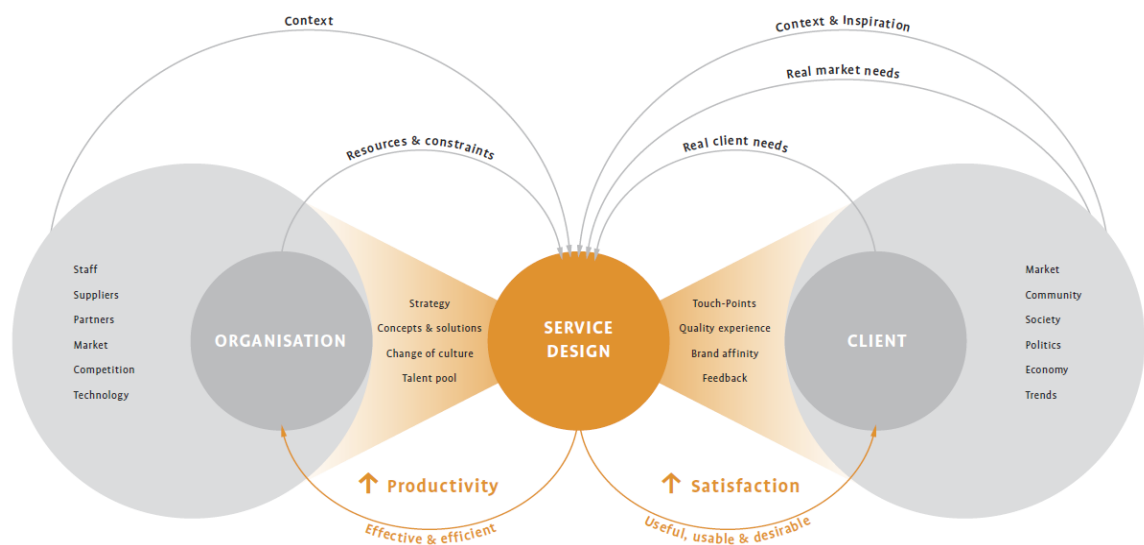 Context
Context & Inspiration
Real market needs
Resources & constraints
Real client needs
Staff
Suppliers
Partners
Market
Competition
Technology
ORGANISATION
Strategy
Concepts & solutions
Change of culture
Talent pool
SERVICE
DESIGN
Touch-Points
Quality experience
Brand affinity
Feedback
CLIENT
Market
Community
Society
Politics
Economy
Trends
↑ Productivity
Effective & efficient
↑ Satisfaction
Useful, usable & desirable